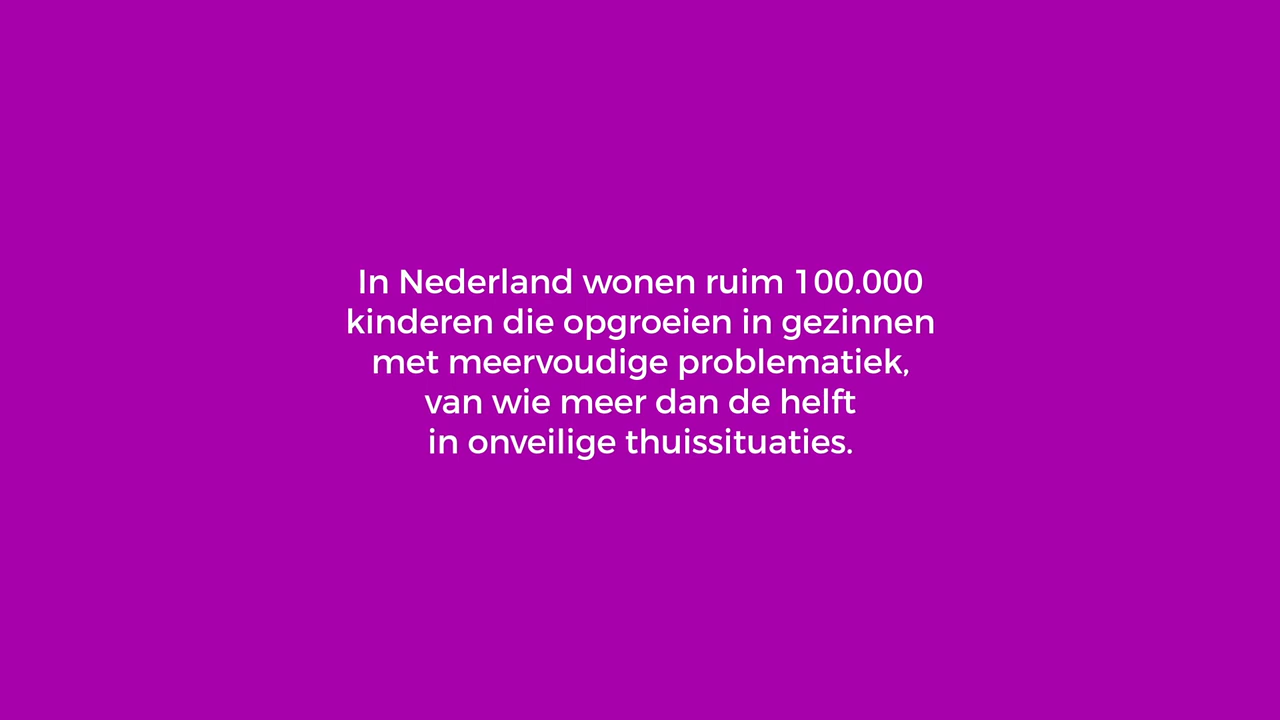 In Nederland wonen ruim 100.000
kinderen die opgroeien in gezinnen
met meervoudige problematiek,
van wie meer dan de helft
in onveilige thuissituaties.